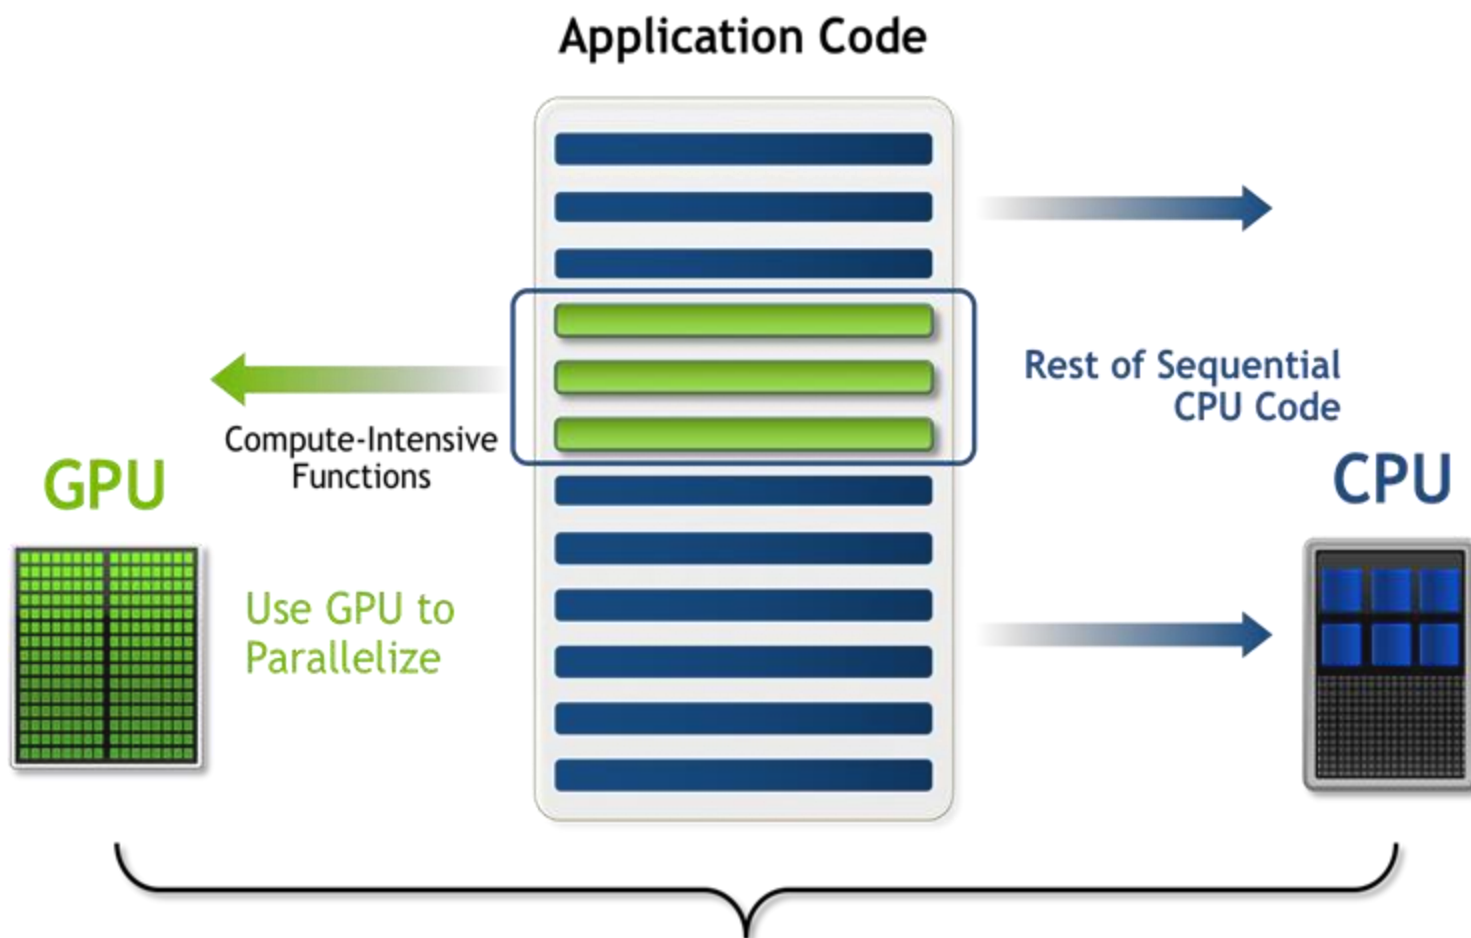 Application Code
Rest of Sequential
CPU Code
Compute-Intensive
Functions
GPU
CPU
Use GPU to
Parallelize